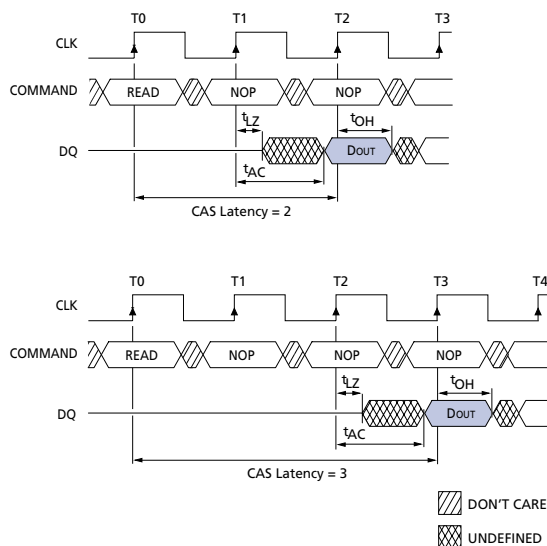 T0 T1 T2 T3
CLK
COMMAND READ NOP NOP
tLZ tOH
DQ DOUT
tAC
CAS Latency = 2
T0 T1 T2 T3 T4
CLK
COMMAND READ NOP NOP NOP
tLZ tOH
DQ DOUT
tAC
CAS Latency = 3
DON'T CARE
UNDEFINED